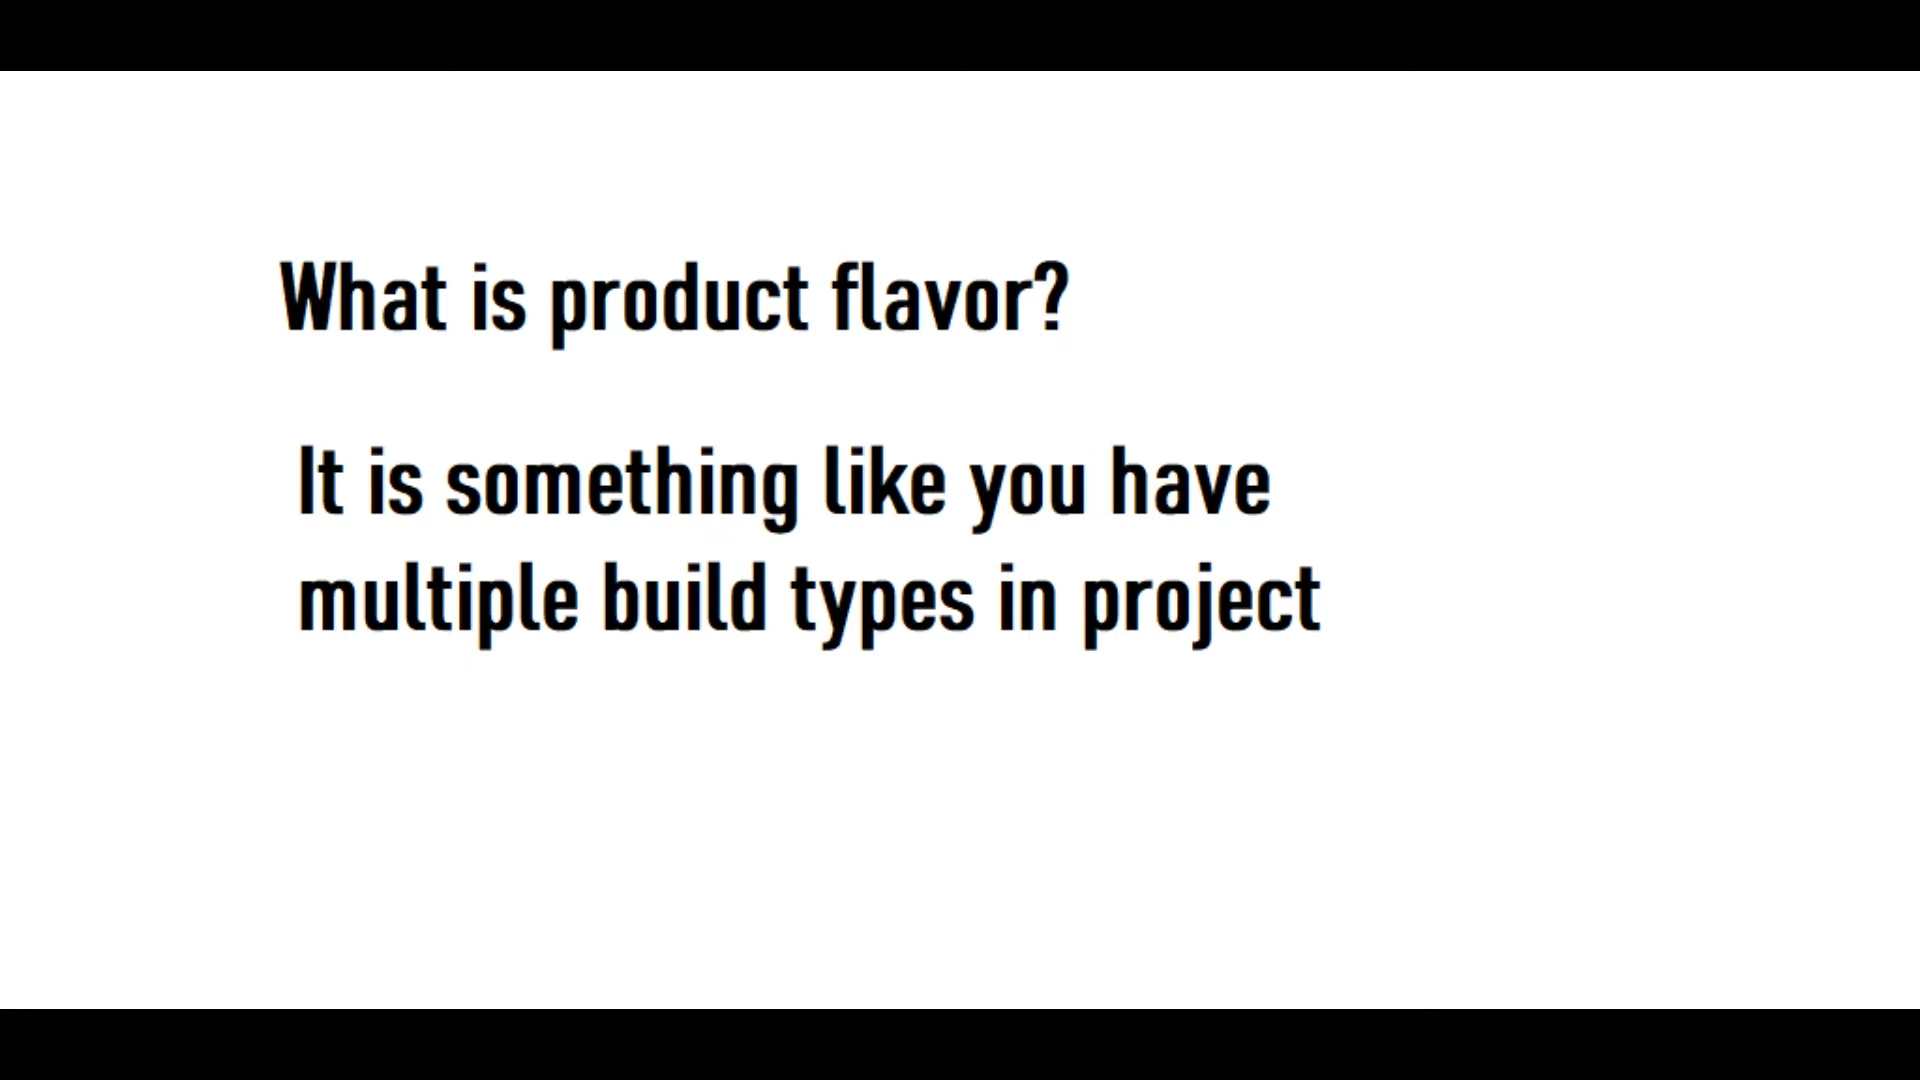 What is product flavor?
It is something like you have
multiple build types in project